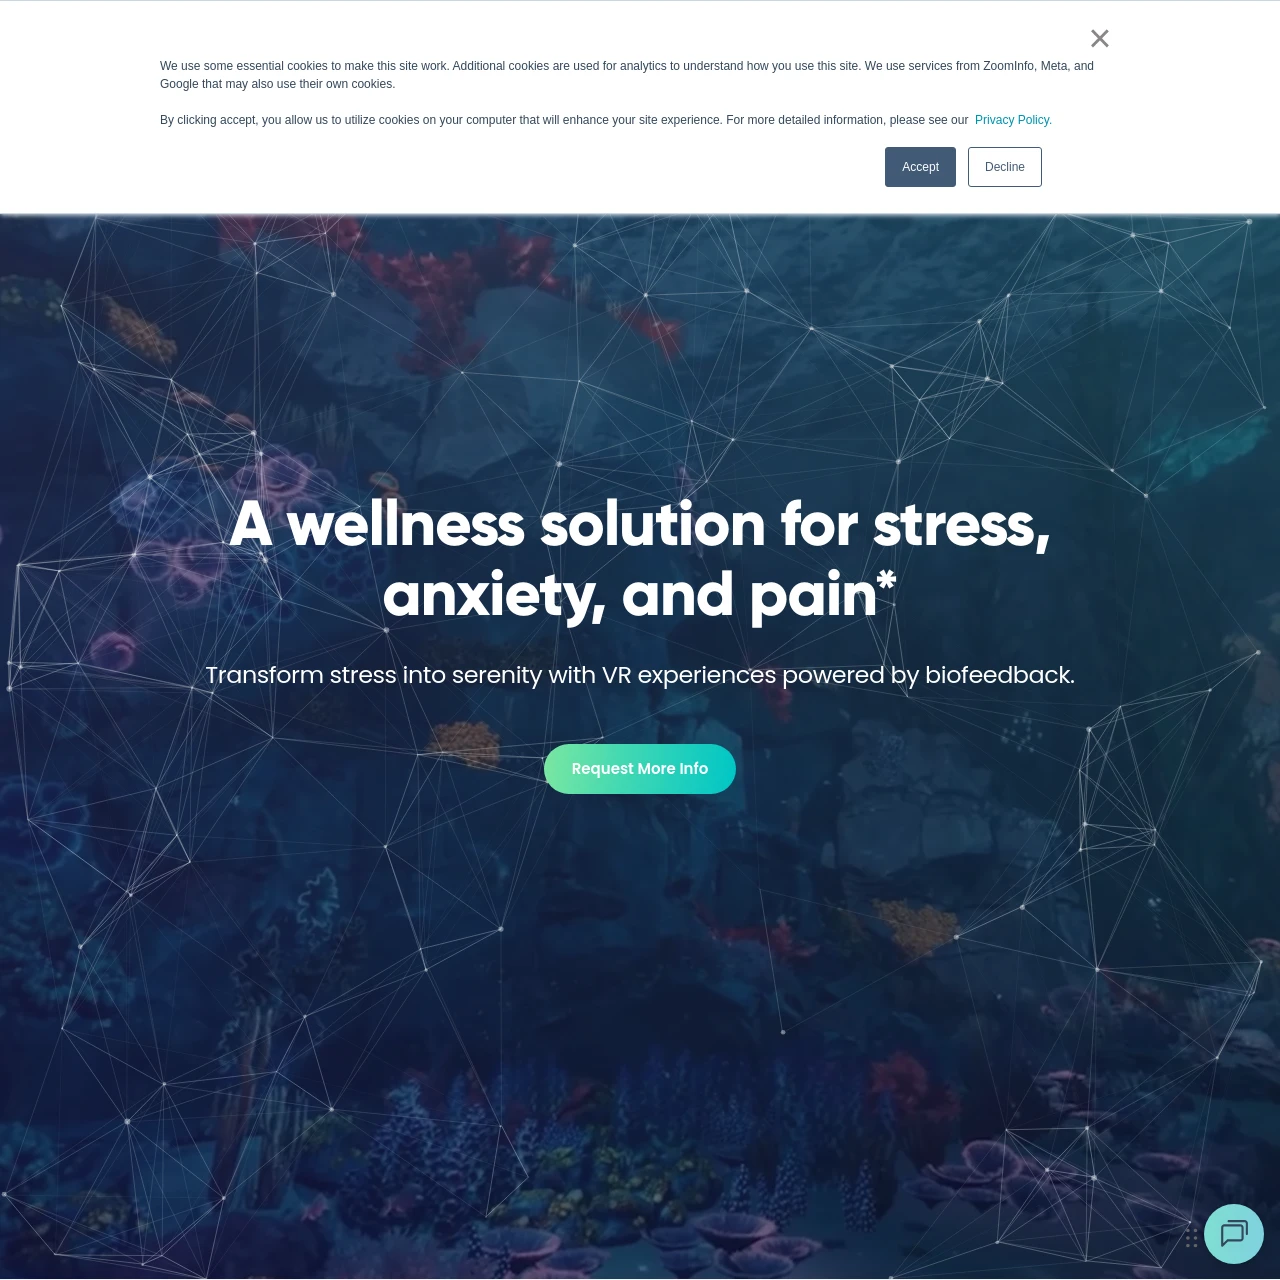 We use some essential cookies to make this site work. Additional cookies are used for analytics to understand how you use this site. We use services from ZoomInfo, Meta, and
Google that may also use their own cookies.
By clicking accept, you allow us to utilize cookies on your computer that will enhance your site experience. For more detailed information, please see our Privacy Policy.
Accept
Decline
A wellness solution for stress,
anxiety, and pain*
Transform stress into serenity with VR experiences powered by biofeedback.
Request More Info